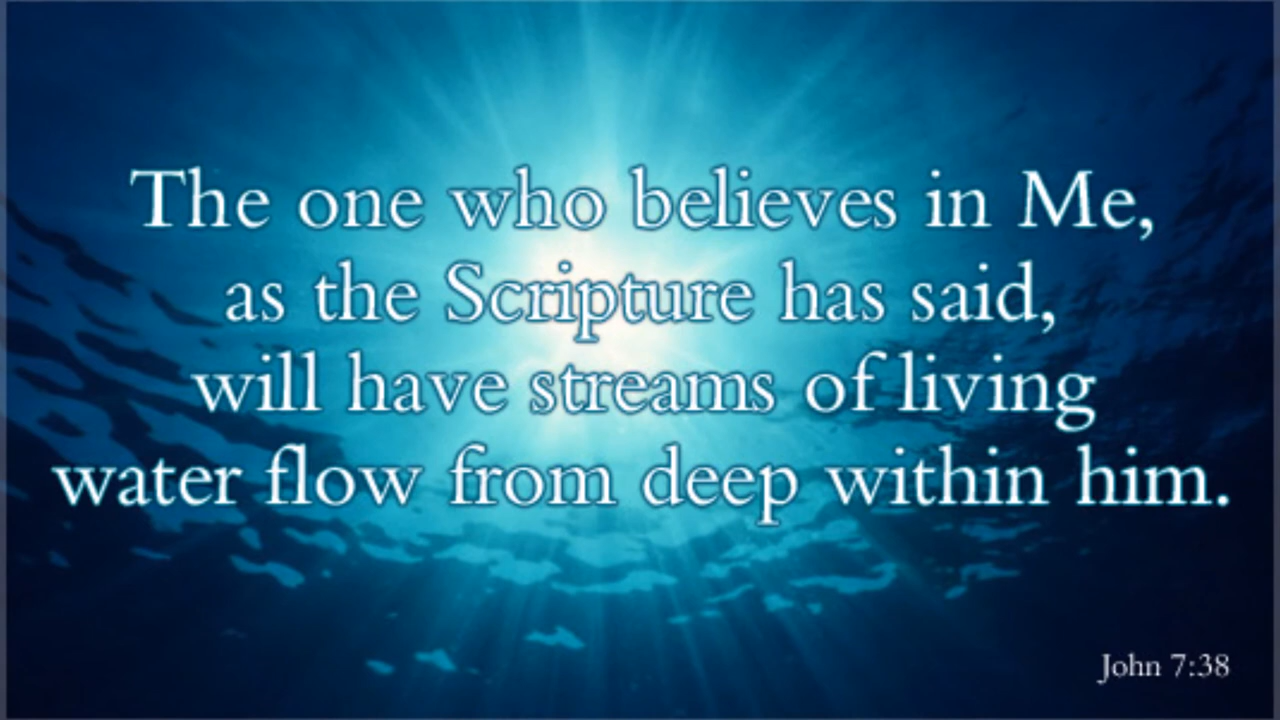 The one who believes in Me,
as the Scripture has said,
will have streams of living
water flow from deep within him.
John 7:38